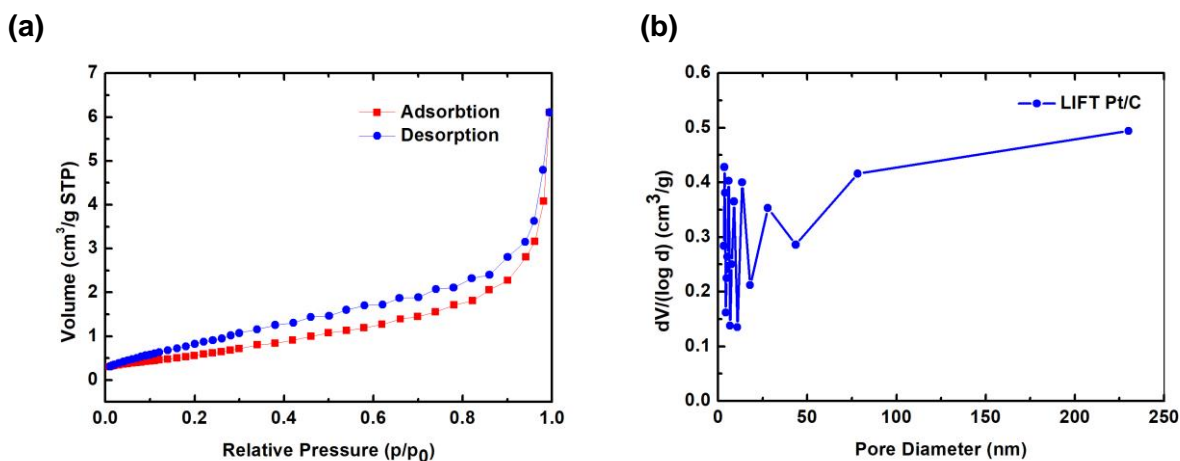 (a)
Volume (cm³/g STP)
7
6
5
4
3
2
1
0
Adsorbtion
Desorption
0.0 0.2 0.4 0.6 0.8 1.0
Relative Pressure (p/p₀)
(b)
dV/(log d) (cm³/g)
0.6
0.5
0.4
0.3
0.2
0.1
0.0
LIFT Pt/C
0 50 100 150 200 250
Pore Diameter (nm)